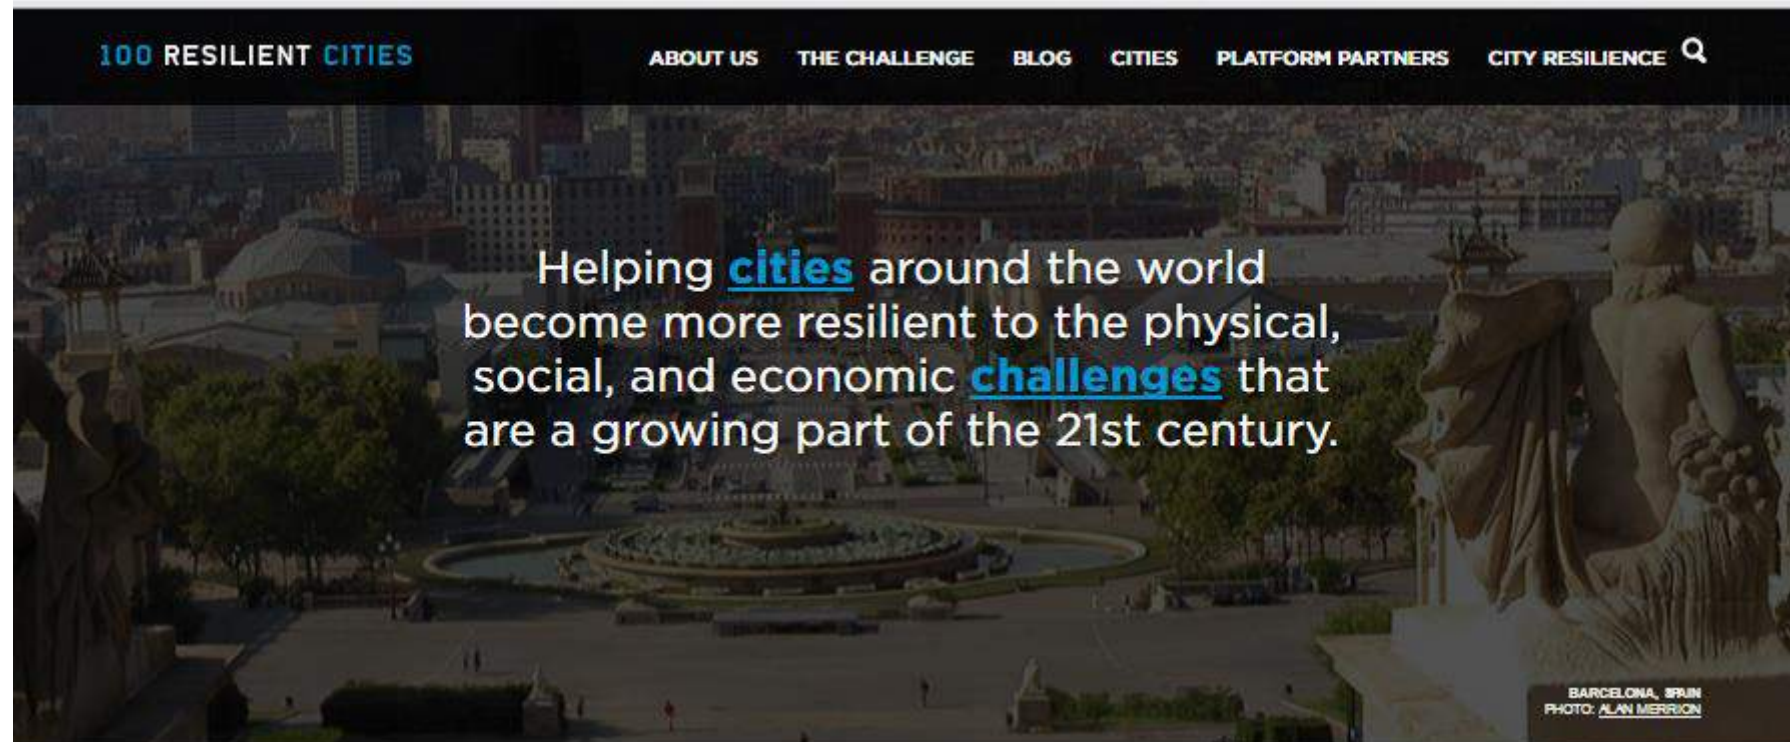 100 RESILIENT CITIES
ABOUT US THE CHALLENGE BLOG CITIES PLATFORM PARTNERS CITY RESILIENCE
Helping cities around the world
become more resilient to the physical,
social, and economic challenges that
are a growing part of the 21st century.
BARCELONA, SPAIN
PHOTO: ALAN MERRION